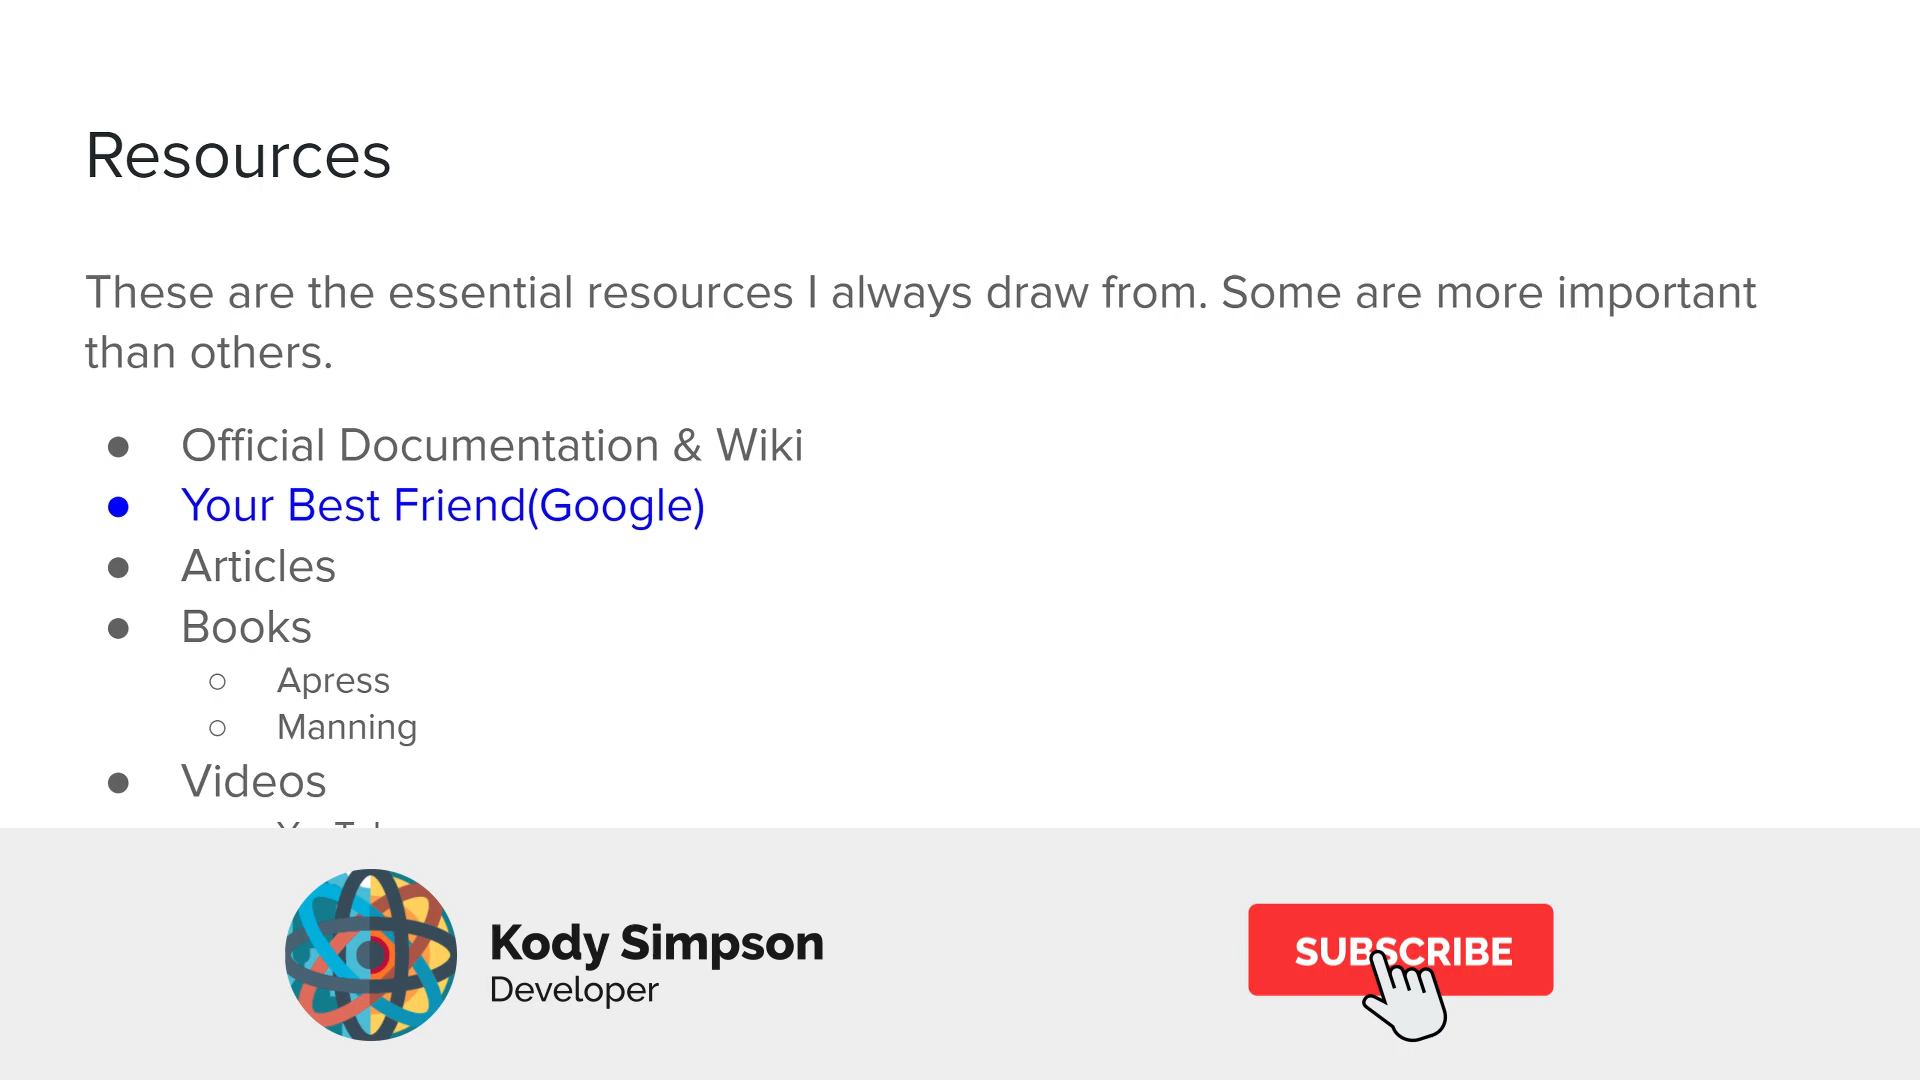 Resources
These are the essential resources I always draw from. Some are more important
than others.
● Official Documentation & Wiki
● Your Best Friend(Google)
● Articles
● Books
○ Apress
○ Manning
● Videos
Kody Simpson
Developer
SUBSCRIBE